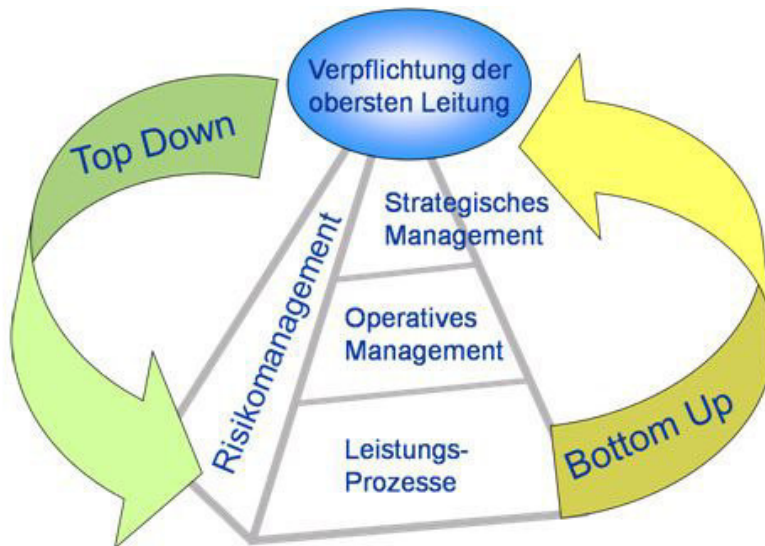 Verpflichtung der
obersten Leitung
Top Down
Strategisches
Management
Risikomanagement
Operatives
Management
Leistungs-
Prozesse
Bottom Up